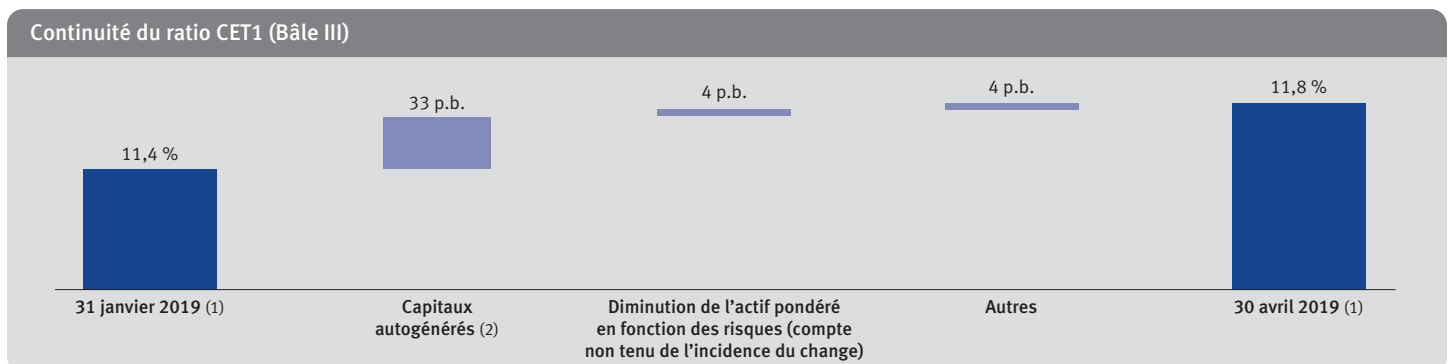 Continuité du ratio CET1 (Bâle III)
11,4 %
33 p.b.
4 p.b.
4 p.b.
11,8 %
31 janvier 2019 (1)
Capitaux
autogénérés (2)
Diminution de l’actif pondéré
en fonction des risques (compte
non tenu de l’incidence du change)
Autres
30 avril 2019 (1)